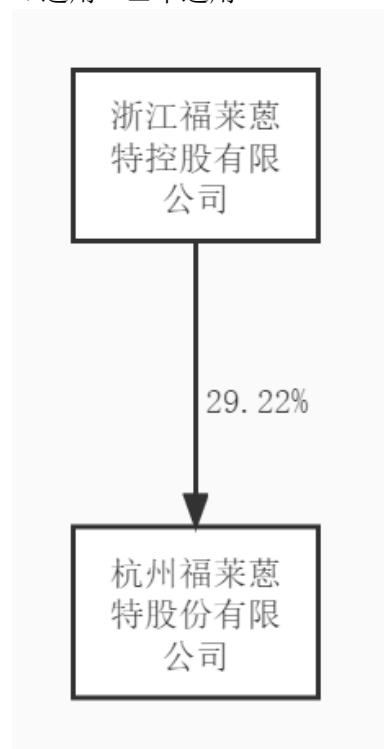 浙江福莱蒽
特控股有限
公司
29.22%
杭州福莱蒽
特股份有限
公司